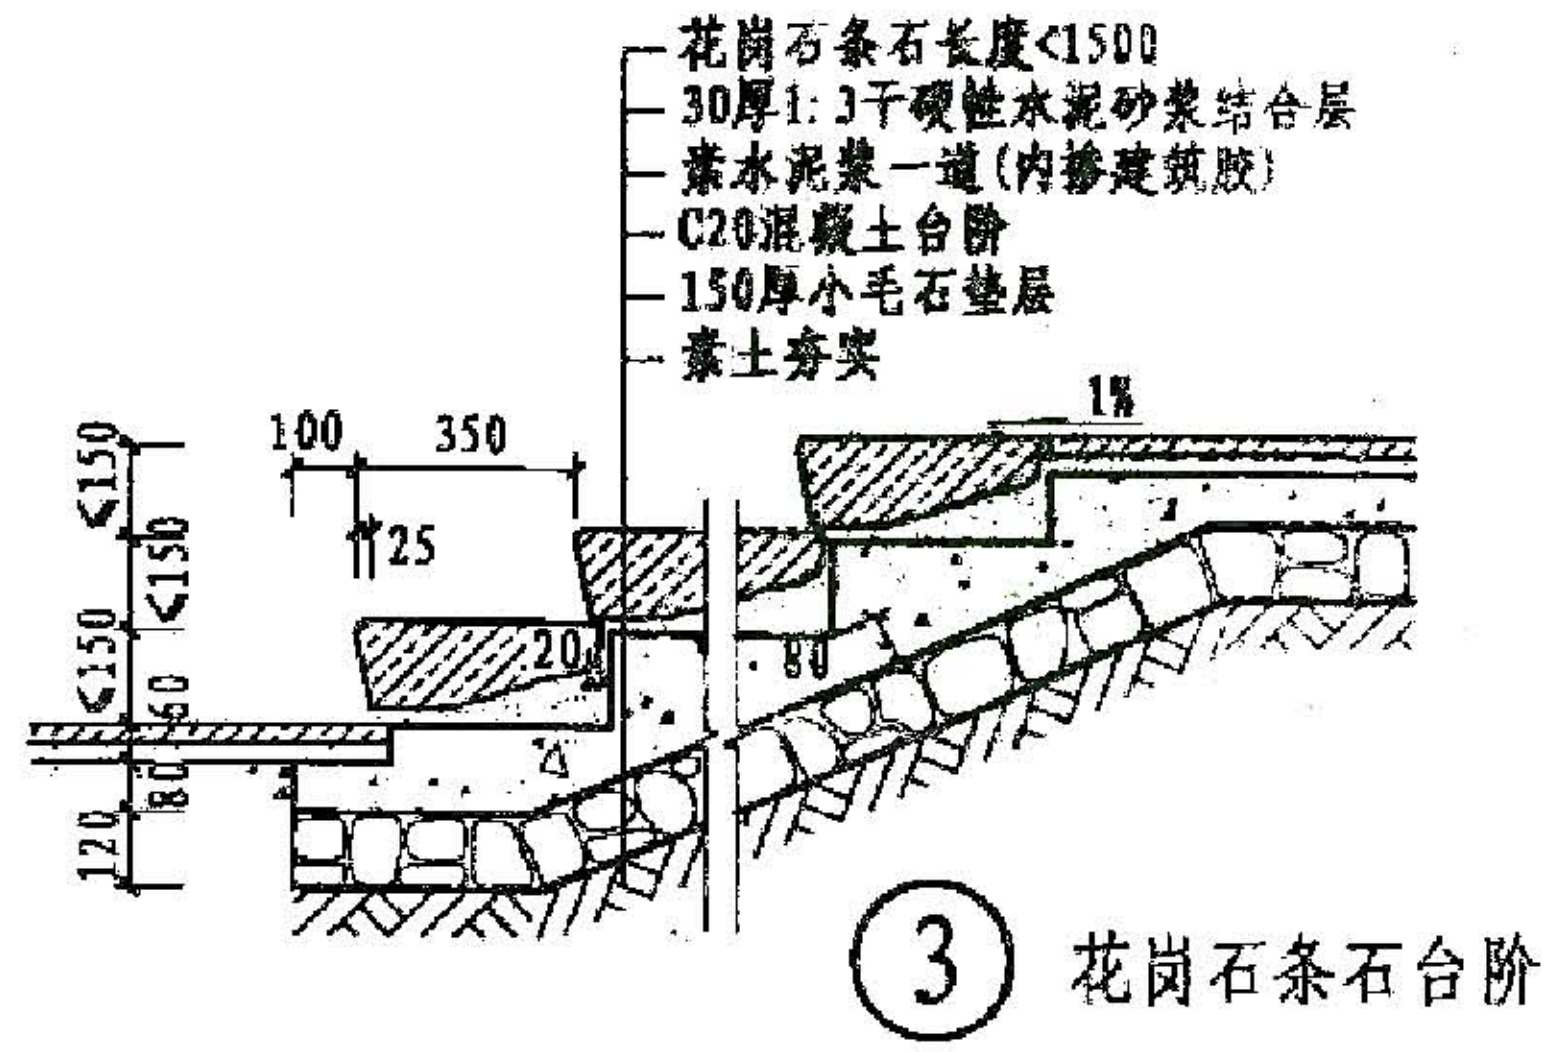 花岗石条石长度<1500
30厚1:3干硬性水泥砂浆结合层
素水泥浆一道(内掺建筑胶)
C20混凝土台阶
150厚小毛石垫层
素土夯实
1%
100
350
≤150
25
≤150
≤150
20
80
60
80
120
3
花岗石条石台阶